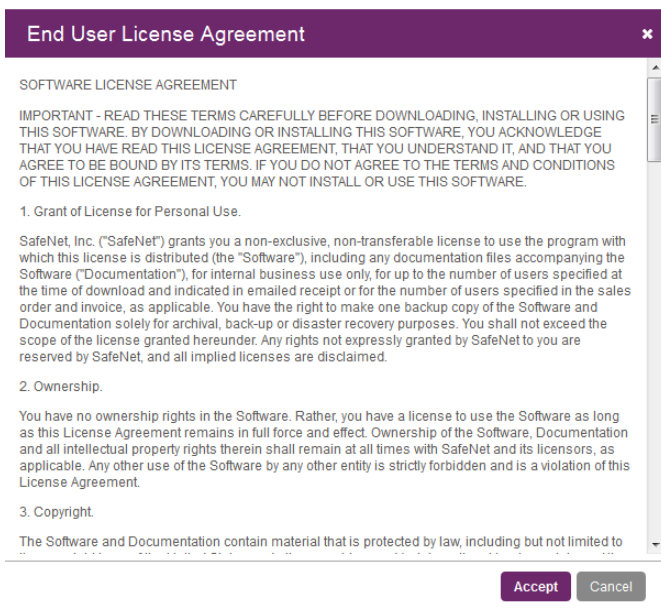 End User License Agreement
SOFTWARE LICENSE AGREEMENT
IMPORTANT - READ THESE TERMS CAREFULLY BEFORE DOWNLOADING, INSTALLING OR USING
THIS SOFTWARE. BY DOWNLOADING OR INSTALLING THIS SOFTWARE, YOU ACKNOWLEDGE
THAT YOU HAVE READ THIS LICENSE AGREEMENT, THAT YOU UNDERSTAND IT, AND THAT YOU
AGREE TO BE BOUND BY ITS TERMS. IF YOU DO NOT AGREE TO THE TERMS AND CONDITIONS
OF THIS LICENSE AGREEMENT, YOU MAY NOT INSTALL OR USE THIS SOFTWARE.
1. Grant of License for Personal Use.
SafeNet, Inc. ("SafeNet") grants you a non-exclusive, non-transferable license to use the program with
which this license is distributed (the "Software"), including any documentation files accompanying the
Software ("Documentation"), for internal business use only, for up to the number of users specified at
the time of download and indicated in emailed receipt or for the number of users specified in the sales
order and invoice, as applicable. You have the right to make one backup copy of the Software and
Documentation solely for archival, back-up or disaster recovery purposes. You shall not exceed the
scope of the license granted hereunder. Any rights not expressly granted by SafeNet to you are
reserved by SafeNet, and all implied licenses are disclaimed.
2. Ownership.
You have no ownership rights in the Software. Rather, you have a license to use the Software as long
as this License Agreement remains in full force and effect. Ownership of the Software, Documentation
and all intellectual property rights therein shall remain at all times with SafeNet and its licensors, as
applicable. Any other use of the Software by any other entity is strictly forbidden and is a violation of this
License Agreement.
3. Copyright.
The Software and Documentation contain material that is protected by law, including but not limited to
Accept Cancel